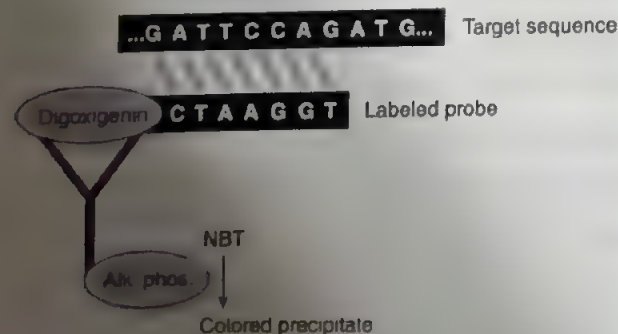 ...G A T T C C A G A T G... Target sequence
Digoxigenin C T A A G G T Labeled probe
NBT
Alk phos.
Colored precipitate